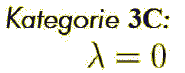 Kategorie 3C:
λ = 0